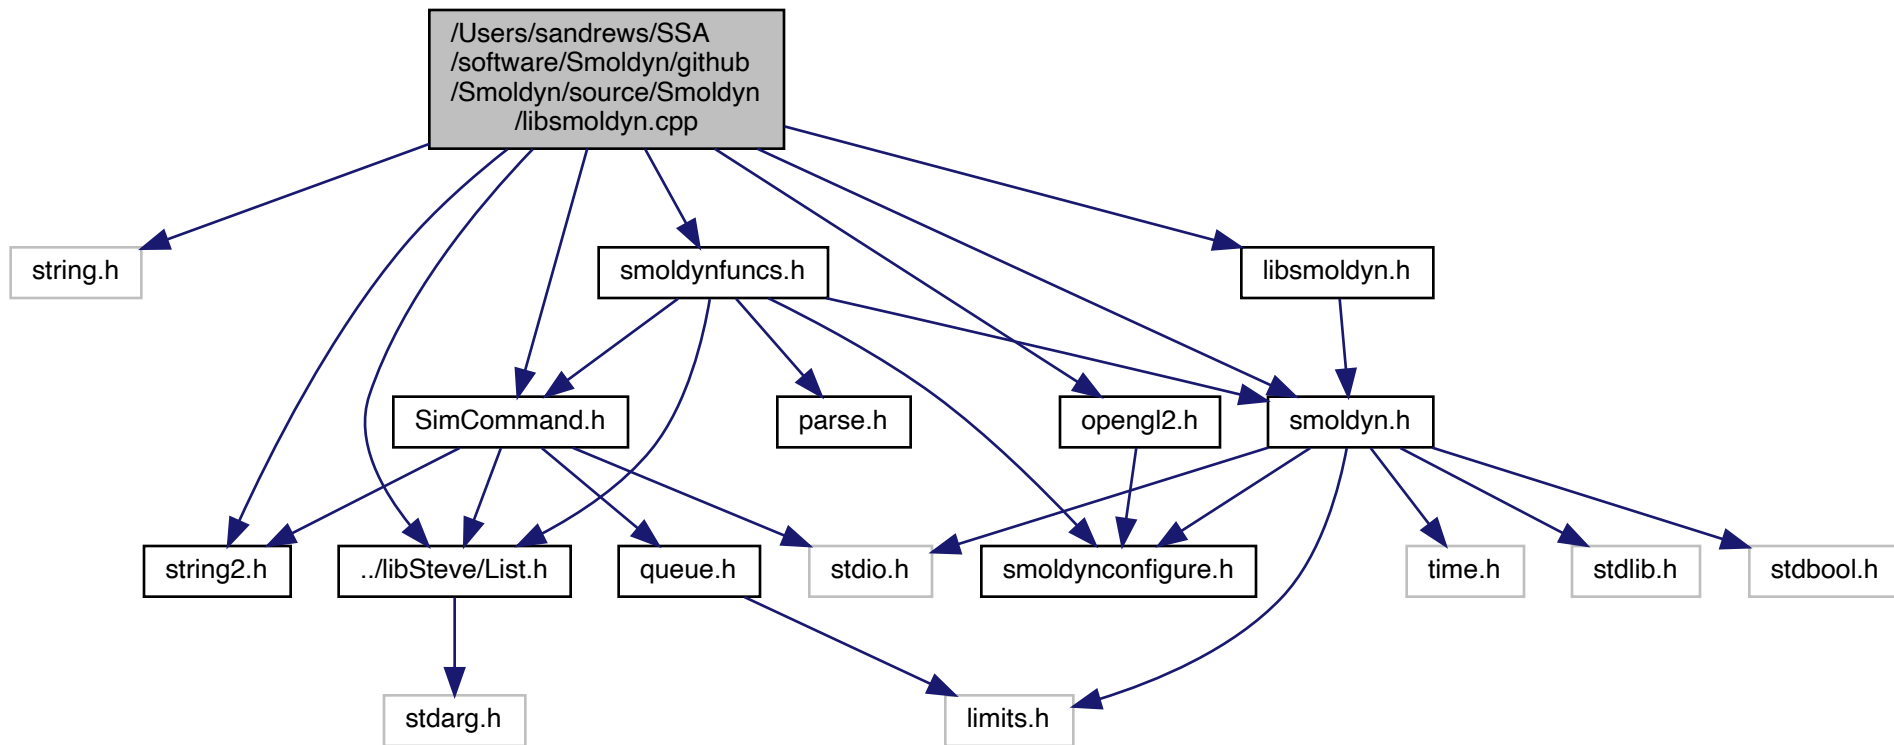 /Users/sandrews/SSA
/software/Smoldyn/github
/Smoldyn/source/Smoldyn
/libsmoldyn.cpp
string.h
smoldynfuncs.h
libsmoldyn.h
SimCommand.h
parse.h
opengl2.h
smoldyn.h
string2.h
../libSteve/List.h
queue.h
stdio.h
smoldynconfigure.h
time.h
stdlib.h
stdbool.h
stdarg.h
limits.h